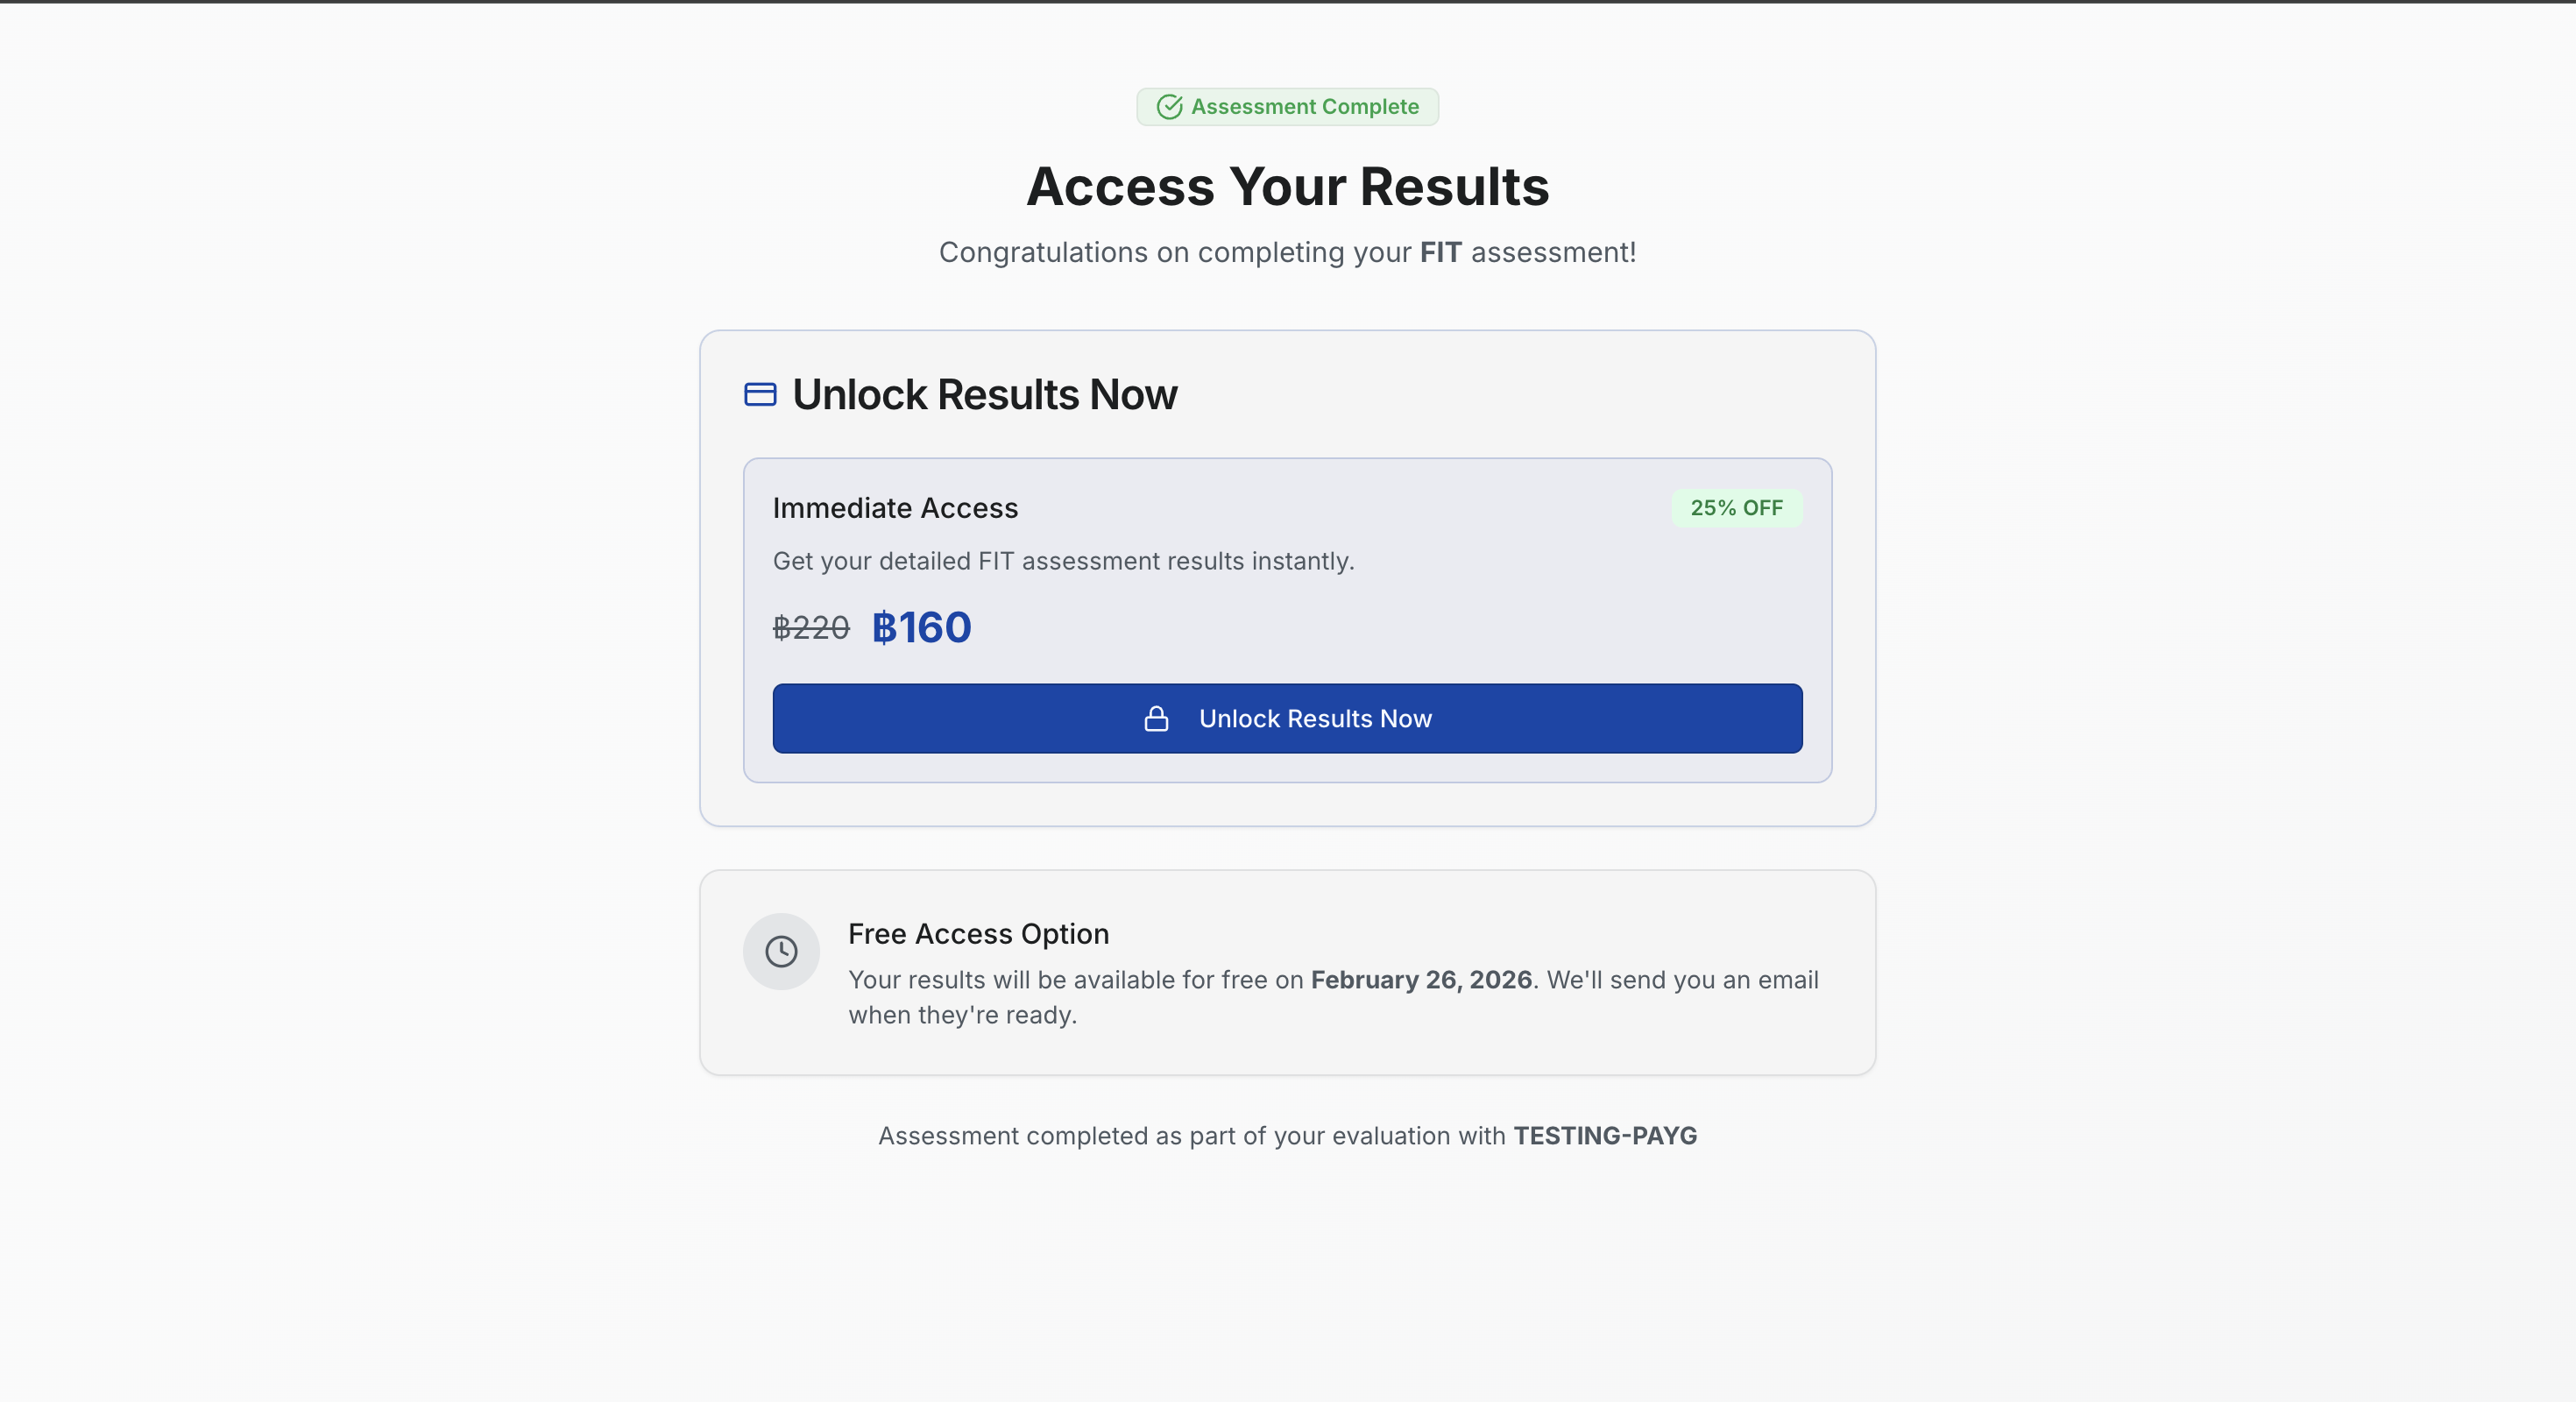 Assessment Complete
Access Your Results
Congratulations on completing your FIT assessment!
Unlock Results Now
Immediate Access
25% OFF
Get your detailed FIT assessment results instantly.
฿220 ฿160
Unlock Results Now
Free Access Option
Your results will be available for free on February 26, 2026. We'll send you an email
when they're ready.
Assessment completed as part of your evaluation with TESTING-PAYG